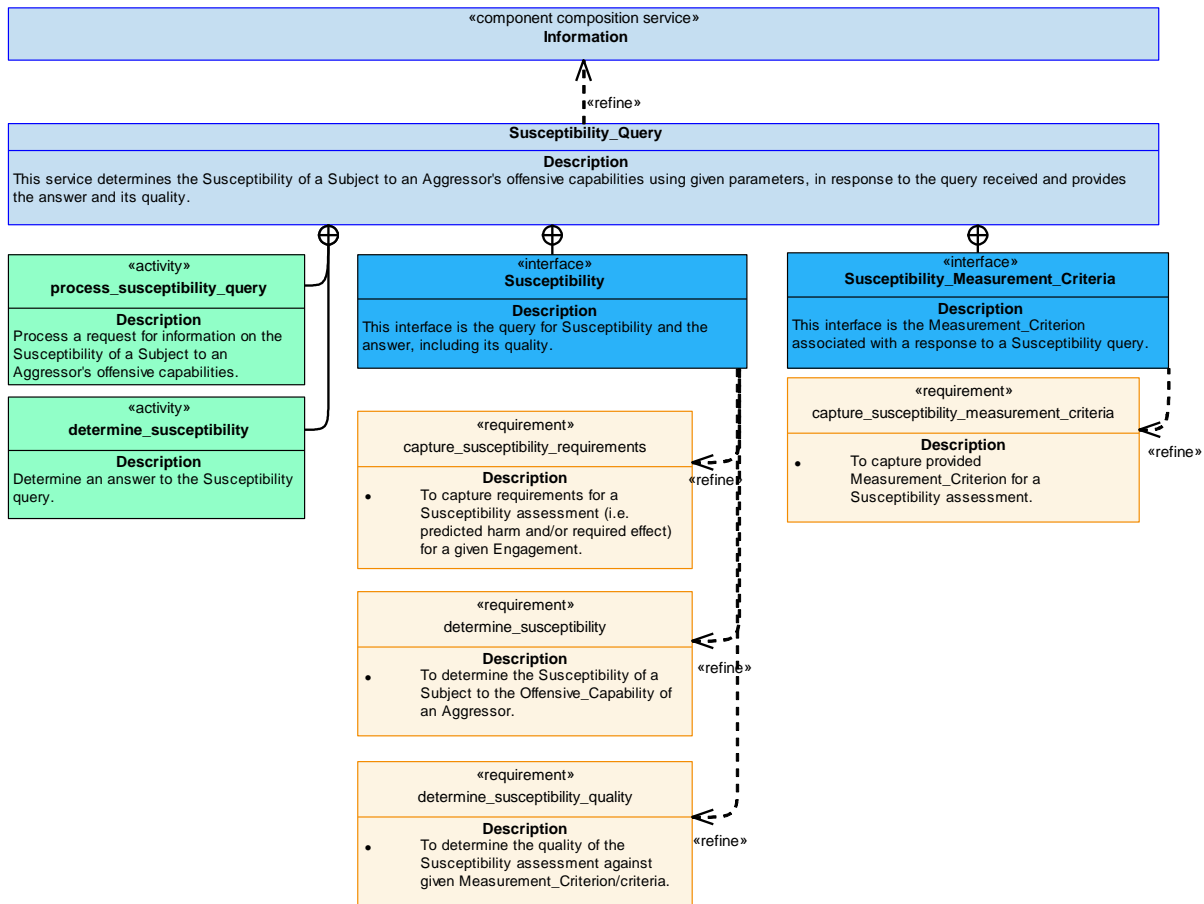 «component composition service»
Information
«refine»
Susceptibility_Query
Description
This service determines the Susceptibility of a Subject to an Aggressor's offensive capabilities using given parameters, in response to the query received and provides
the answer and its quality.
«activity»
process_susceptibility_query
Description
Process a request for information on the
Susceptibility of a Subject to an
Aggressor's offensive capabilities.
«activity»
determine_susceptibility
Description
Determine an answer to the Susceptibility
query.
«interface»
Susceptibility
Description
This interface is the query for Susceptibility and the
answer, including its quality.
«requirement»
capture_susceptibility_requirements
Description
• To capture requirements for a
Susceptibility assessment (i.e.
predicted harm and/or required effect)
for a given Engagement.
«refine»
«requirement»
determine_susceptibility
Description
• To determine the Susceptibility of a
Subject to the Offensive_Capability of
an Aggressor.
«refine»
«requirement»
determine_susceptibility_quality
Description
• To determine the quality of the
Susceptibility assessment against
given Measurement_Criterion/criteria.
«refine»
«interface»
Susceptibility_Measurement_Criteria
Description
This interface is the Measurement_Criterion
associated with a response to a Susceptibility query.
«requirement»
capture_susceptibility_measurement_criteria
Description
• To capture provided
Measurement_Criterion for a
Susceptibility assessment.
«refine»